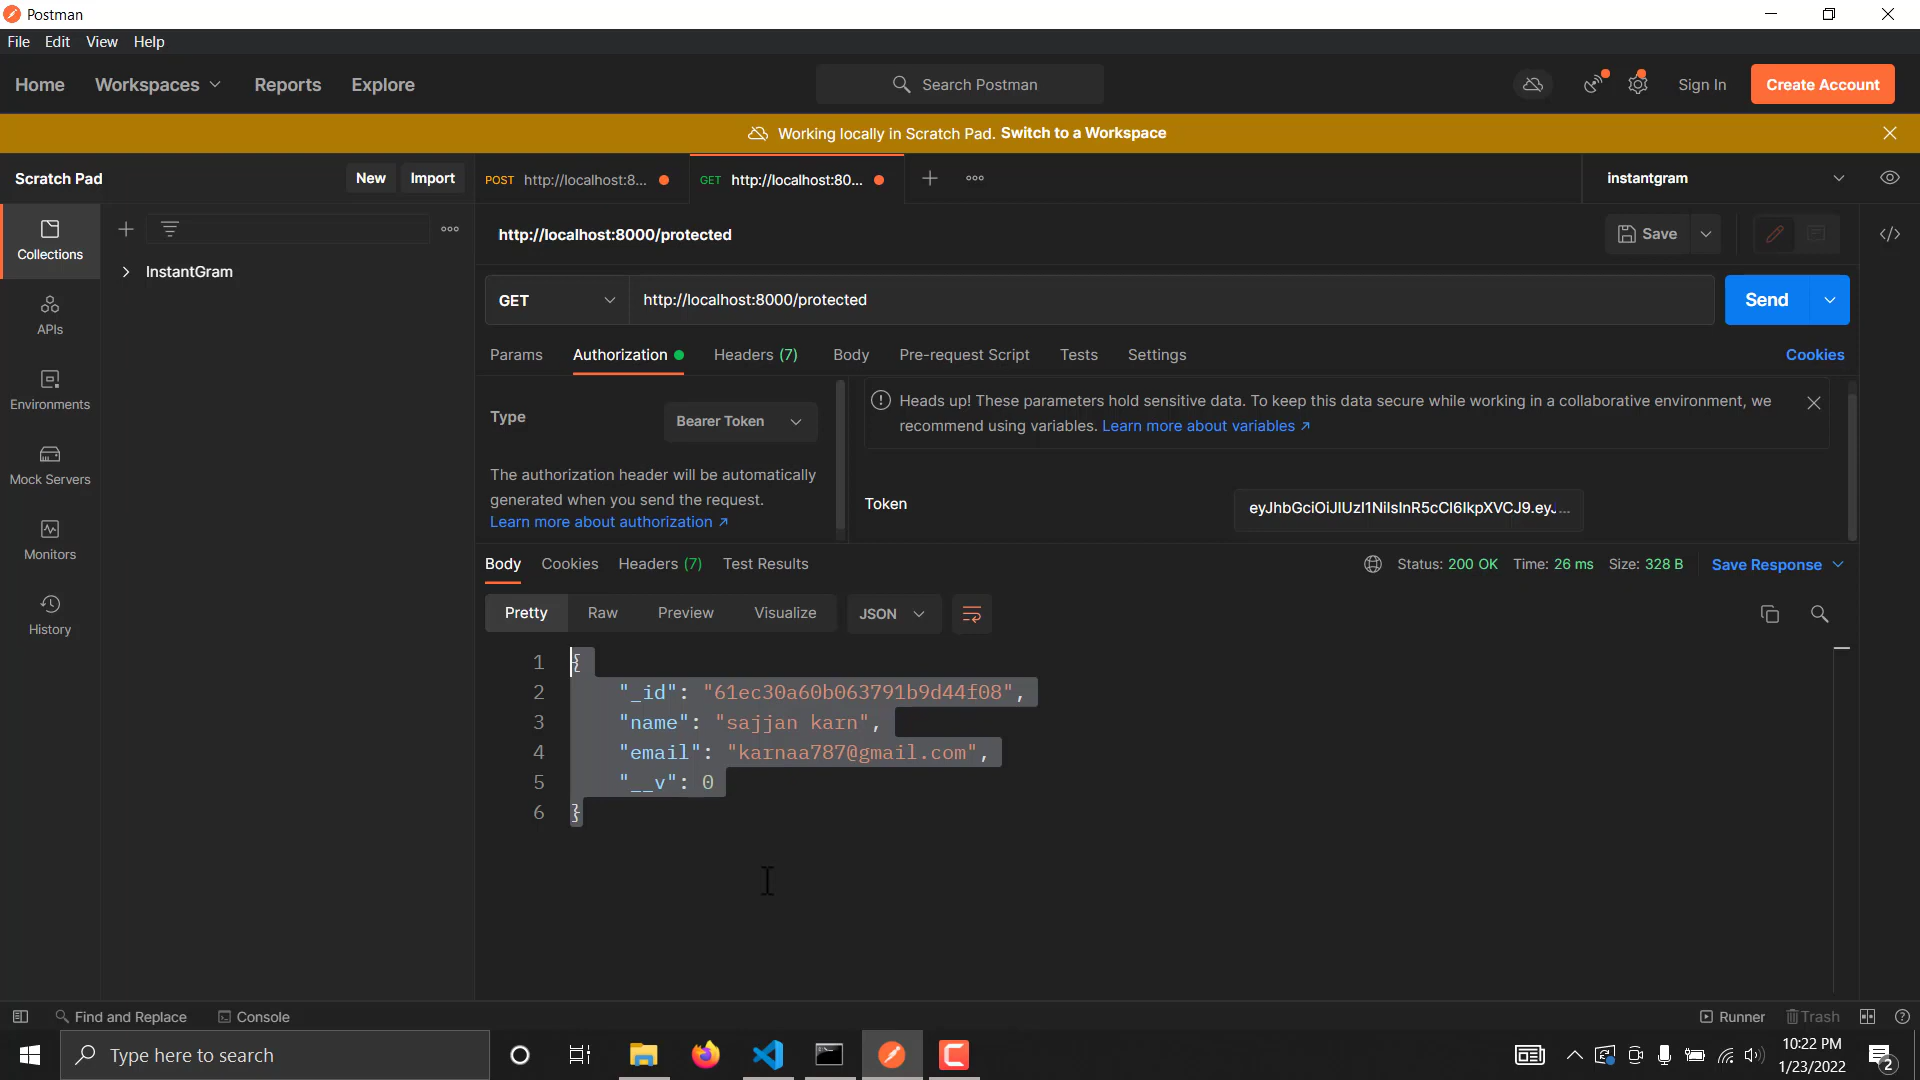 Postman
File Edit View Help
Home Workspaces Reports Explore
Search Postman
Sign In
Create Account
Working locally in Scratch Pad. Switch to a Workspace
Scratch Pad
New
Import
POST http://localhost:8...
GET http://localhost:80...
instantgram
Collections
InstantGram
APIs
Environments
Mock Servers
Monitors
History
http://localhost:8000/protected
Save
GET
http://localhost:8000/protected
Send
Params Authorization Headers (7) Body Pre-request Script Tests Settings
Cookies
Type
Bearer Token
The authorization header will be automatically
generated when you send the request.
Learn more about authorization ↗
Heads up! These parameters hold sensitive data. To keep this data secure while working in a collaborative environment, we
recommend using variables. Learn more about variables ↗
Token
eyJhbGciOiJIUzI1NiIsInR5cCI6IkpXVCJ9.eyJ...
Body Cookies Headers (7) Test Results
Status: 200 OK Time: 26 ms Size: 328 B
Save Response
Pretty Raw Preview Visualize JSON
1 {
2 "_id": "61ec30a60b063791b9d44f08",
3 "name": "sajjan karn",
4 "email": "karnaa787@gmail.com",
5 "__v": 0
6 }
Find and Replace
Console
Runner
Trash
Type here to search
10:22 PM
1/23/2022
2